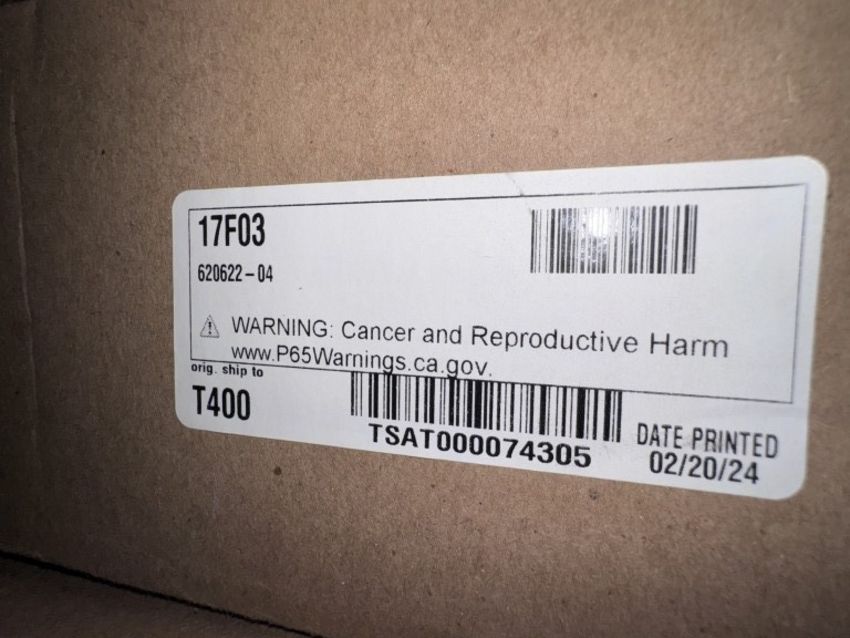 17F03
620622-04
WARNING: Cancer and Reproductive Harm
www.P65Warnings.ca.gov.
orig. ship to
T400
TSAT000074305
DATE PRINTED
02/20/24